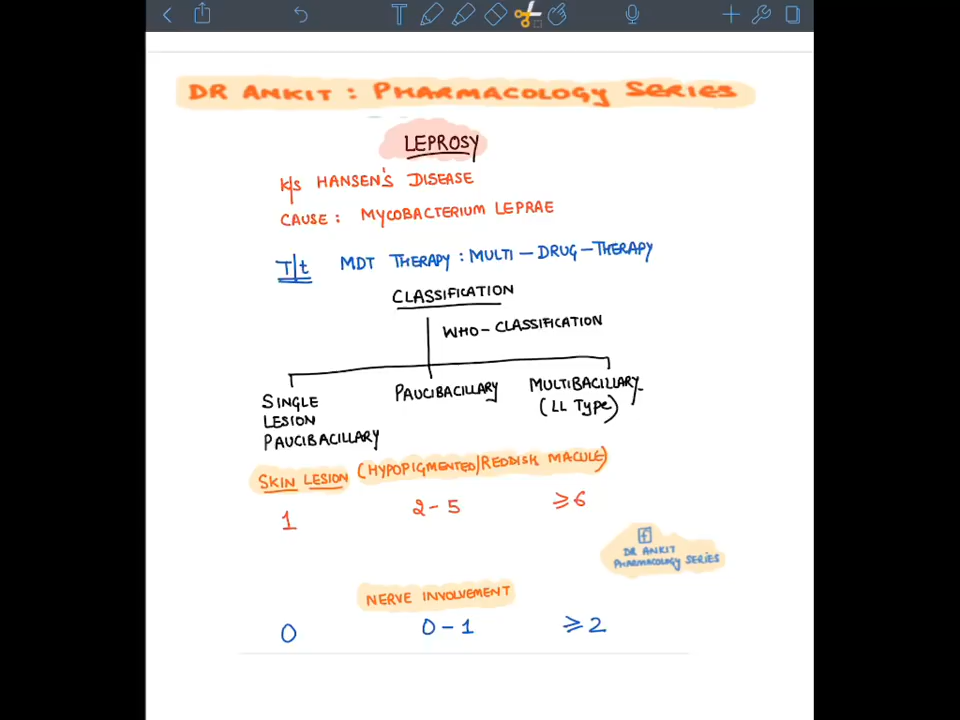 DR ANKIT : PHARMACOLOGY SERIES
LEPROSY
K/s HANSEN'S DISEASE
CAUSE : MYCOBACTERIUM LEPRAE
T/t MDT THERAPY : MULTI - DRUG - THERAPY
CLASSIFICATION
WHO - CLASSIFICATION
SINGLE LESION PAUCIBACILLARY
PAUCIBACILLARY
MULTIBACILLARY
(LL TYPE)
SKIN LESION (HYPOPIGMENTED/REDDISH MACULE)
1 2 - 5 ≥6
f
DR ANKIT
PHARMACOLOGY SERIES
NERVE INVOLVEMENT
0 0 - 1 ≥2